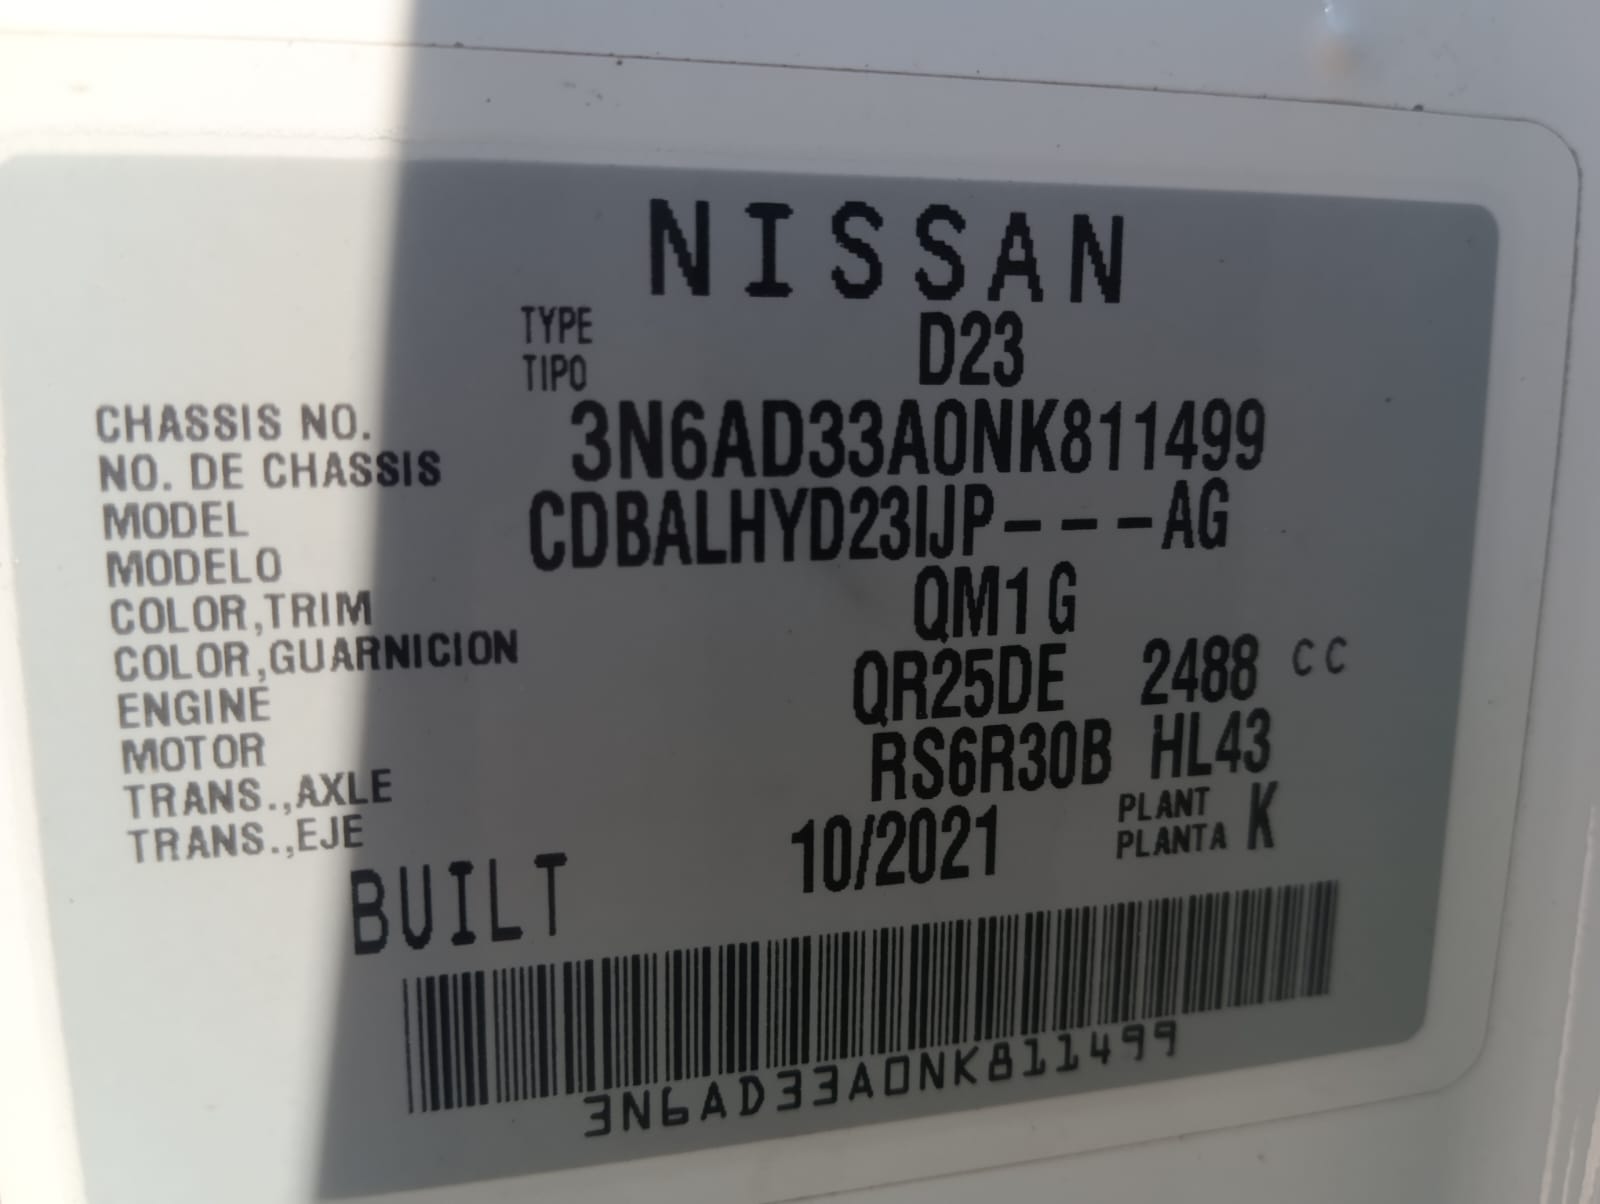 NISSAN
TYPE
TIPO
D23
CHASSIS NO.
NO. DE CHASSIS
3N6AD33A0NK811499
MODEL
MODELO
CDBALHYD23IJP---AG
COLOR,TRIM
COLOR,GUARNICION
QM1 G
ENGINE
MOTOR
QR25DE 2488 CC
TRANS.,AXLE
TRANS.,EJE
RS6R30B HL43
BUILT
10/2021
PLANT
PLANTA
K
3N6AD33A0NK811499